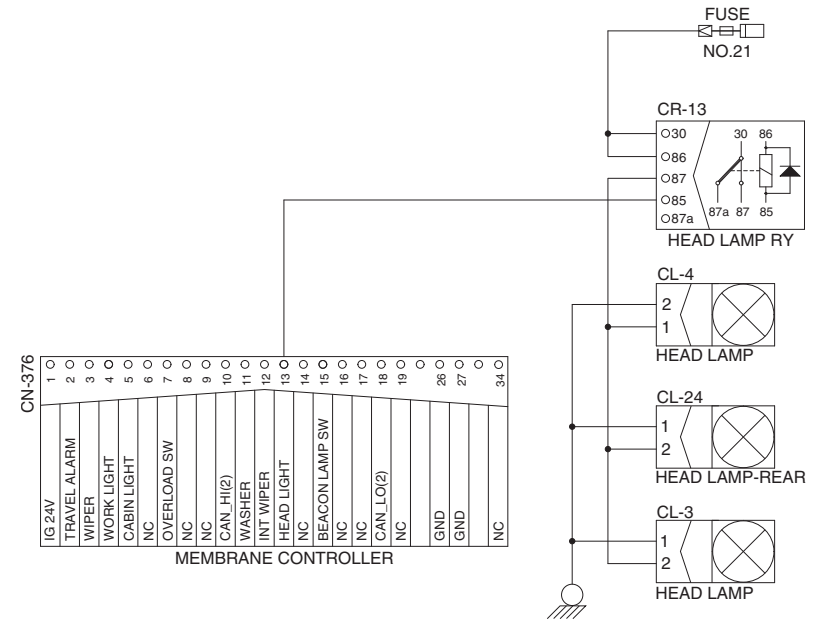 FUSE
NO.21
CR-13
30
86
87
85
87a
30 86
87a 87 85
HEAD LAMP RY
CL-4
2
1
HEAD LAMP
CL-24
1
2
HEAD LAMP-REAR
CL-3
1
2
HEAD LAMP
CN-376
1 2 3 4 5 6 7 8 9 10 11 12 13 14 15 16 17 18 19 26 27 34
IG 24V
TRAVEL ALARM
WIPER
WORK LIGHT
CABIN LIGHT
NC
OVERLOAD SW
NC
NC
CAN_HI(2)
WASHER
INT WIPER
HEAD LIGHT
NC
BEACON LAMP SW
NC
NC
CAN_LO(2)
NC
GND
GND
NC
MEMBRANE CONTROLLER